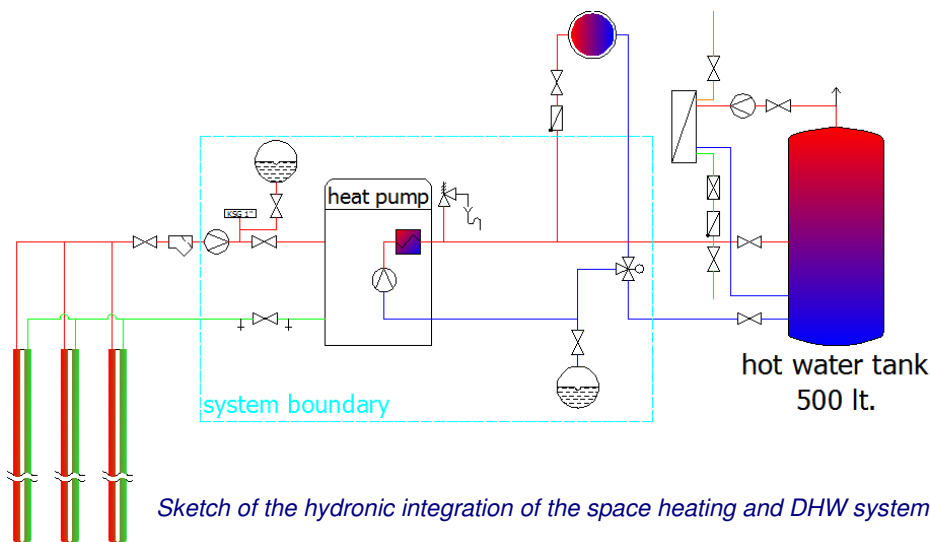 KSG 1"
heat pump
system boundary
hot water tank
500 lt.
Sketch of the hydronic integration of the space heating and DHW system